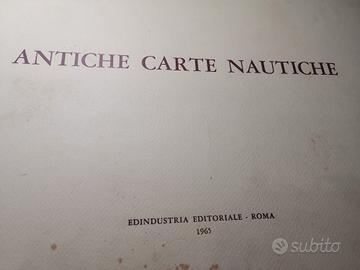 ANTICHE CARTE NAUTICHE
EDINDUSTRIA EDITORIALE - ROMA
1965
subito